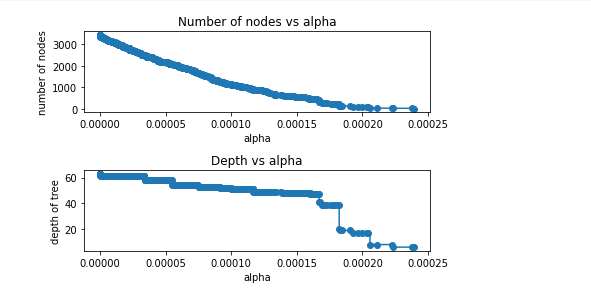 Number of nodes vs alpha
number of nodes
3000
2000
1000
0
0.00000 0.00005 0.00010 0.00015 0.00020 0.00025
alpha
Depth vs alpha
depth of tree
60
40
20
0.00000 0.00005 0.00010 0.00015 0.00020 0.00025
alpha